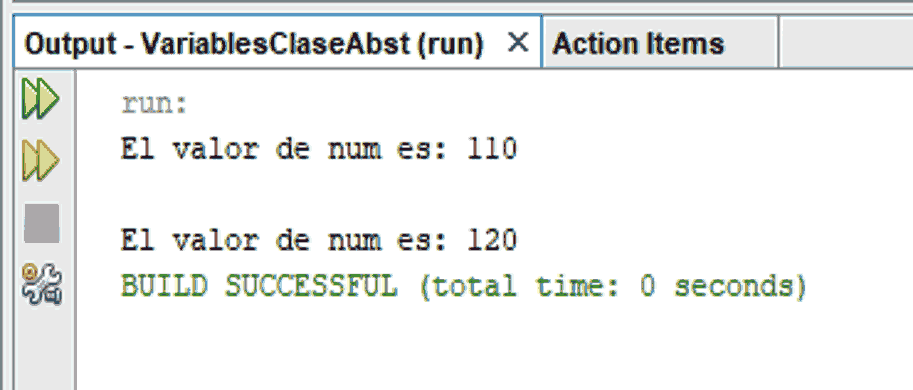 Output - VariablesClaseAbst (run) ×
Action Items
run:
El valor de num es: 110
El valor de num es: 120
BUILD SUCCESSFUL (total time: 0 seconds)